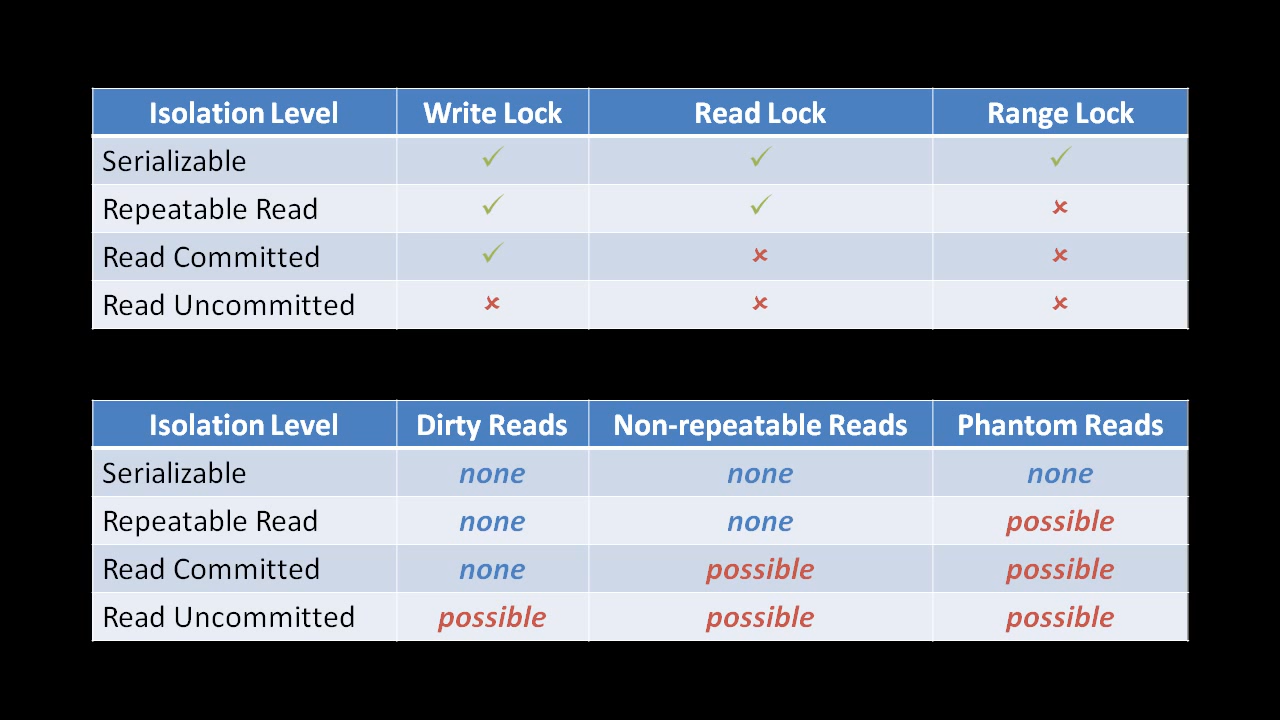 Isolation Level Write Lock Read Lock Range Lock
Serializable ✓ ✓ ✓
Repeatable Read ✓ ✓ ✗
Read Committed ✓ ✗ ✗
Read Uncommitted ✗ ✗ ✗
Isolation Level Dirty Reads Non-repeatable Reads Phantom Reads
Serializable none none none
Repeatable Read none none possible
Read Committed none possible possible
Read Uncommitted possible possible possible